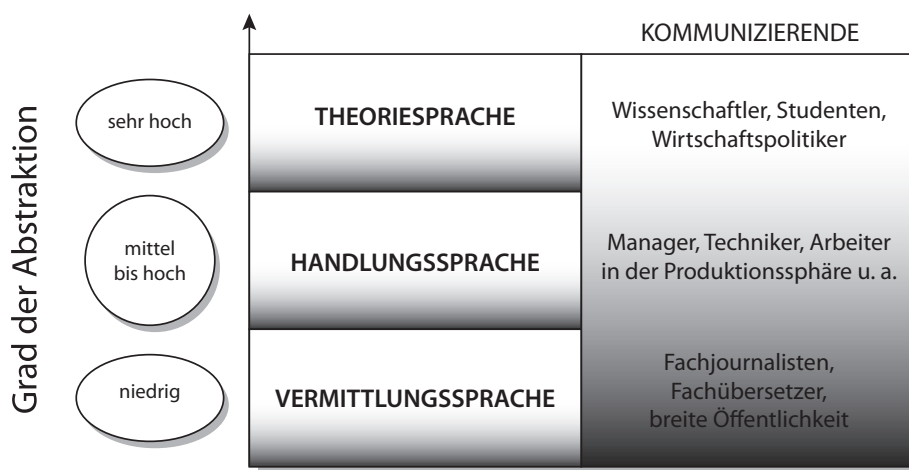 KOMMUNIZIERENDE
Grad der Abstraktion
sehr hoch
THEORIESPRACHE
Wissenschaftler, Studenten,
Wirtschaftspolitiker
mittel
bis hoch
HANDLUNGSSPRACHE
Manager, Techniker, Arbeiter
in der Produktionssphäre u. a.
niedrig
VERMITTLUNGSSPRACHE
Fachjournalisten,
Fachübersetzer,
breite Öffentlichkeit